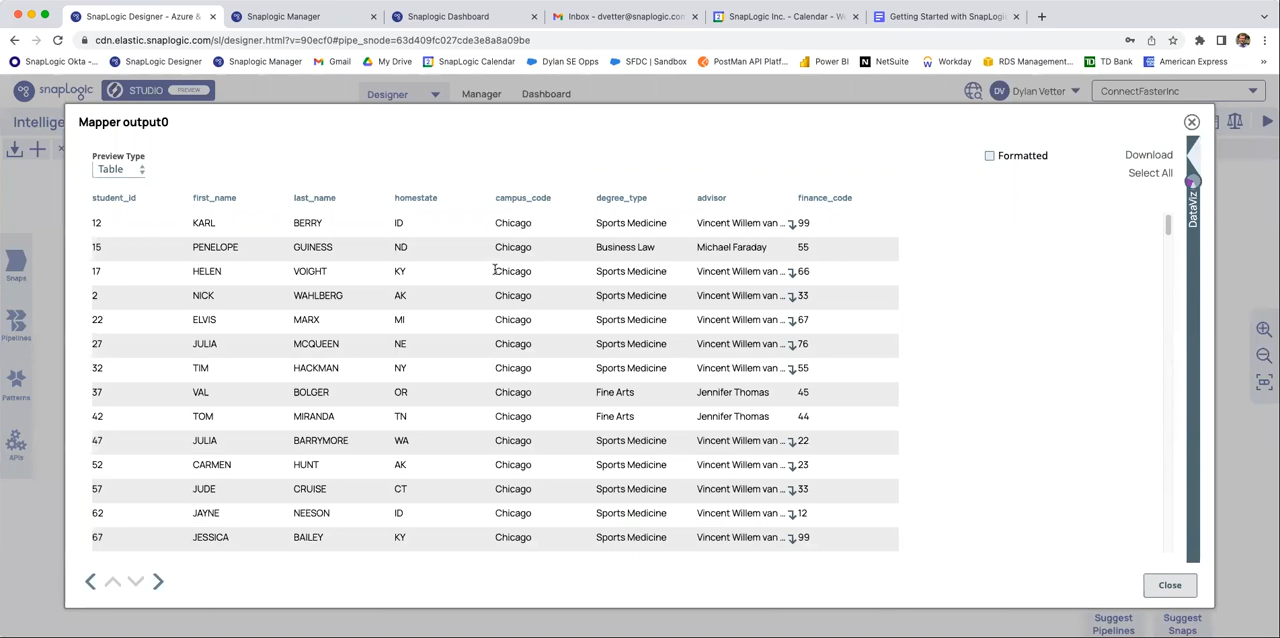 SnapLogic Designer - Azure &
Snaplogic Manager
Snaplogic Dashboard
Inbox - dvetter@snaplogic.con
SnapLogic Inc. - Calendar - W
Getting Started with SnapLogi
cdn.elastic.snaplogic.com/sl/designer.html?v=90ecf0#pipe_snode=63d409fc027cde3e8a8a09be
SnapLogic Okta -...
SnapLogic Designer
Snaplogic Manager
Gmail
My Drive
SnapLogic Calendar
Dylan SE Opps
SFDC | Sandbox
PostMan API Platf...
Power BI
NetSuite
Workday
RDS Management...
TD Bank
American Express
»
snapLogic
STUDIO PREVIEW
Designer
Manager
Dashboard
DV Dylan Vetter
ConnectFasterInc
Intellige
Mapper output0
Preview Type
Table
Formatted
Download
Select All
DataViz
student_id first_name last_name homestate campus_code degree_type advisor finance_code
12 KARL BERRY ID Chicago Sports Medicine Vincent Willem van ... 99
15 PENELOPE GUINESS ND Chicago Business Law Michael Faraday 55
17 HELEN VOIGHT KY Chicago Sports Medicine Vincent Willem van ... 66
2 NICK WAHLBERG AK Chicago Sports Medicine Vincent Willem van ... 33
22 ELVIS MARX MI Chicago Sports Medicine Vincent Willem van ... 67
27 JULIA MCQUEEN NE Chicago Sports Medicine Vincent Willem van ... 76
32 TIM HACKMAN NY Chicago Sports Medicine Vincent Willem van ... 55
37 VAL BOLGER OR Chicago Fine Arts Jennifer Thomas 45
42 TOM MIRANDA TN Chicago Fine Arts Jennifer Thomas 44
47 JULIA BARRYMORE WA Chicago Sports Medicine Vincent Willem van ... 22
52 CARMEN HUNT AK Chicago Sports Medicine Vincent Willem van ... 23
57 JUDE CRUISE CT Chicago Sports Medicine Vincent Willem van ... 33
62 JAYNE NEESON ID Chicago Sports Medicine Vincent Willem van ... 12
67 JESSICA BAILEY KY Chicago Sports Medicine Vincent Willem van ... 99
Snaps
Pipelines
Patterns
APIs
Close
Suggest
Pipelines
Suggest
Snaps